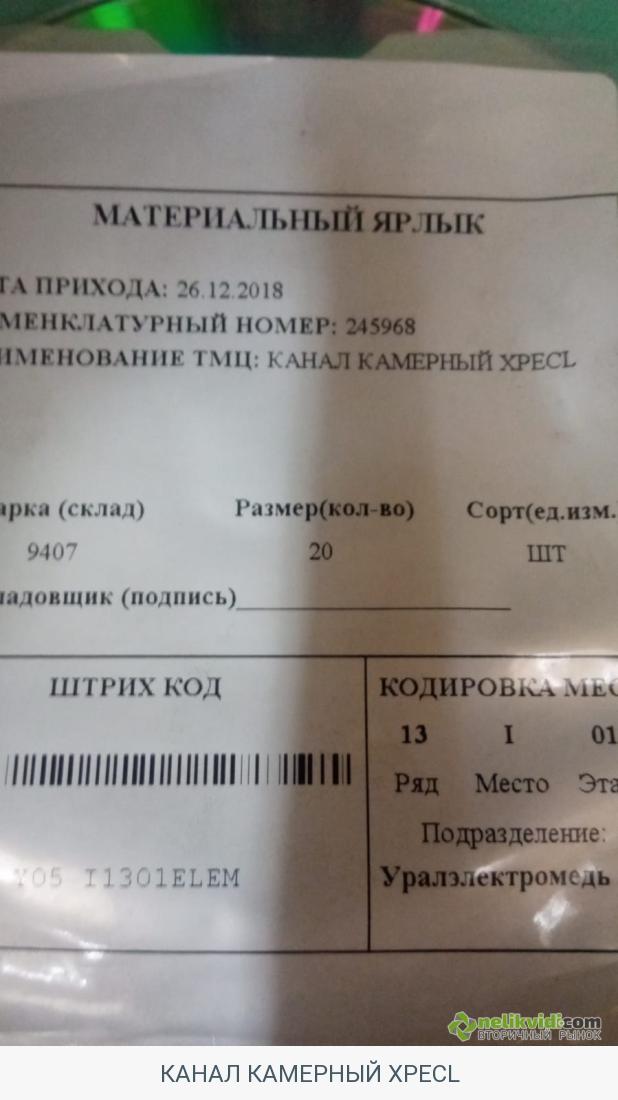 МАТЕРИАЛЬНЫЙ ЯРЛЫК
ТА ПРИХОДА: 26.12.2018
МЕНКЛАТУРНЫЙ НОМЕР: 245968
ИМЕНОВАНИЕ ТМЦ: КАНАЛ КАМЕРНЫЙ XPECL
арка (склад) Размер(кол-во) Сорт(ед.изм.
9407 20 ШТ
ладовщик (подпись)
ШТРИХ КОД КОДИРОВКА МЕС
13 I 01
Ряд Место Эта
Подразделение:
Y05 I1301ELEM Уралэлектромедь
nelikvidi.com
ВТОРИЧНЫЙ РЫНОК
КАНАЛ КАМЕРНЫЙ XPECL